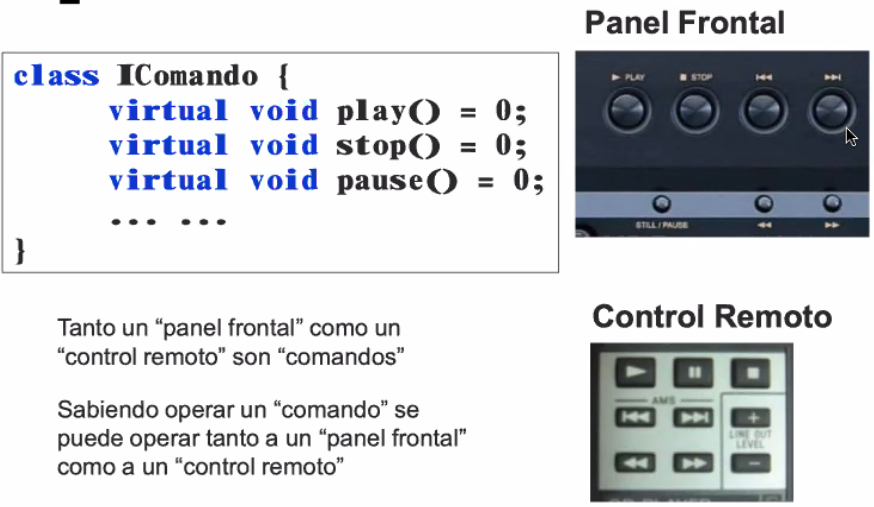 Panel Frontal
class IComando {
virtual void play() = 0;
virtual void stop() = 0;
virtual void pause() = 0;
... ...
}
PLAY
STOP
STILL / PAUSE
Tanto un “panel frontal” como un
“control remoto” son “comandos”
Sabiendo operar un “comando” se
puede operar tanto a un “panel frontal”
como a un “control remoto”
Control Remoto
AMS
+
LINE OUT
LEVEL
−
CD PLAYER